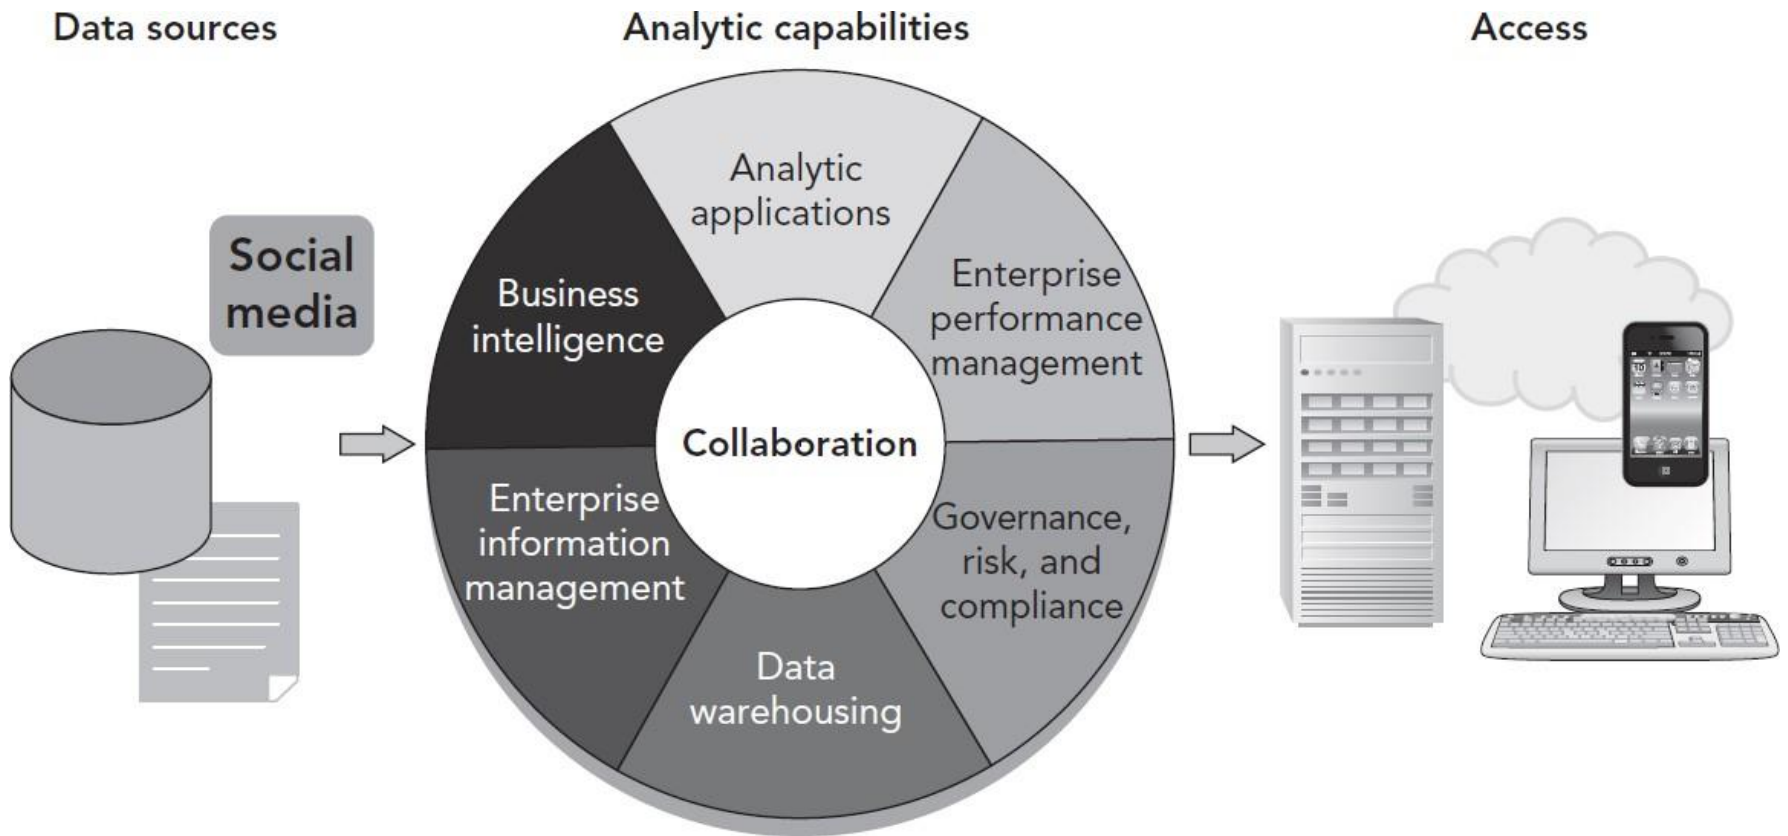 Data sources
Analytic capabilities
Access
Social
media
Analytic
applications
Enterprise
performance
management
Governance,
risk, and
compliance
Data
warehousing
Enterprise
information
management
Business
intelligence
Collaboration